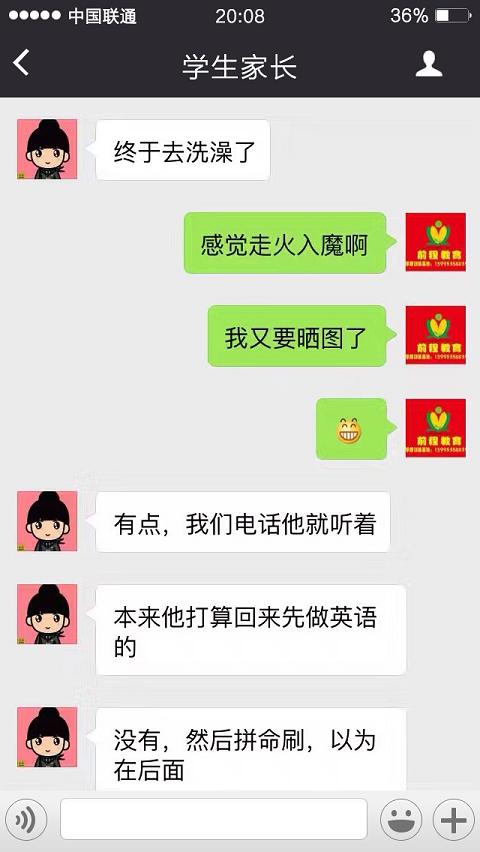 中国联通
20:08
36%
学生家长
终于去洗澡了
感觉走火入魔啊
前程教育
我又要晒图了
前程教育
前程教育
有点，我们电话他就听着
本来他打算回来先做英语
的
没有，然后拼命刷，以为
在后面